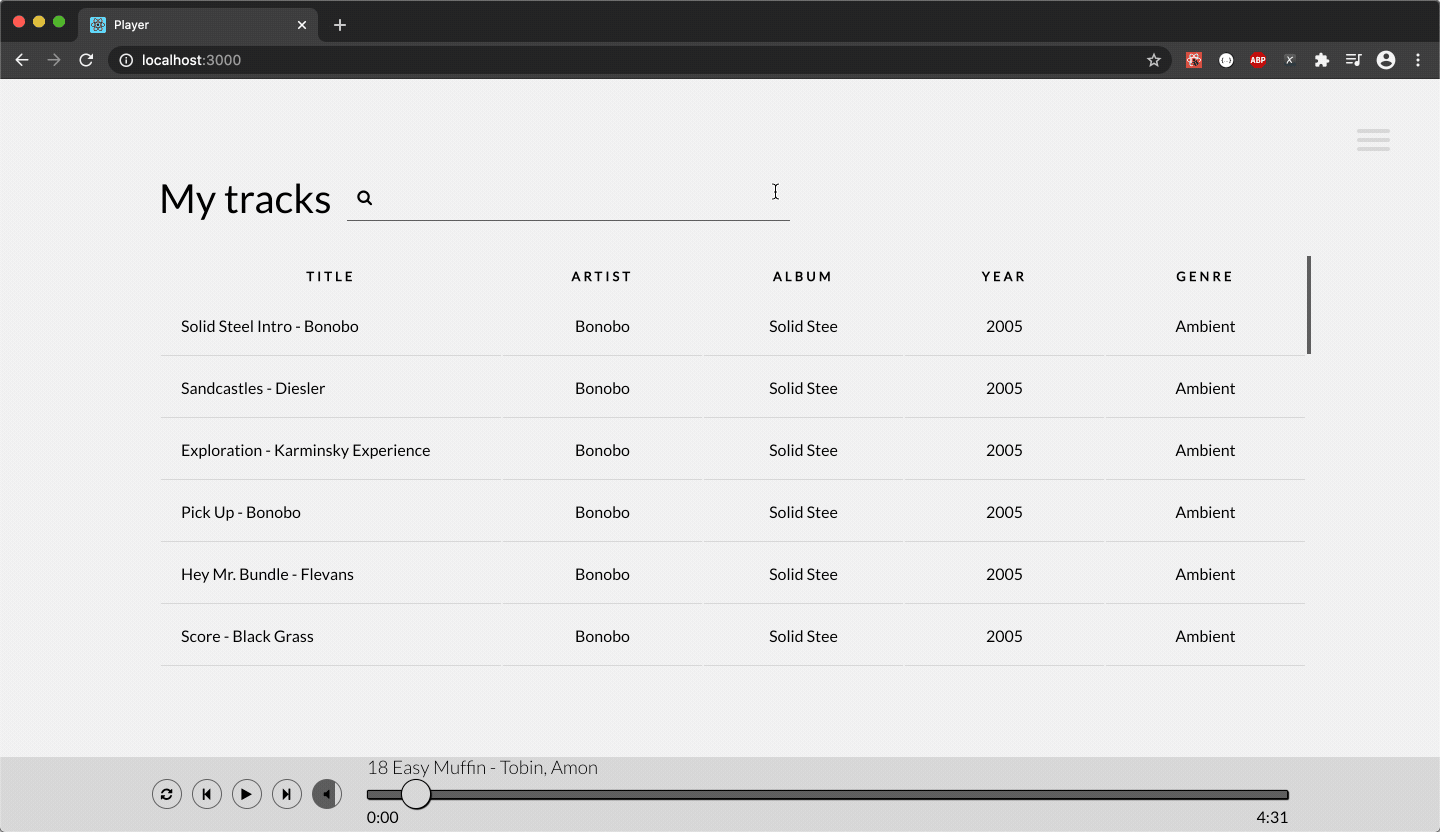 Player
localhost:3000
ABP
My tracks
TITLE ARTIST ALBUM YEAR GENRE
Solid Steel Intro - Bonobo Bonobo Solid Stee 2005 Ambient
Sandcastles - Diesler Bonobo Solid Stee 2005 Ambient
Exploration - Karminsky Experience Bonobo Solid Stee 2005 Ambient
Pick Up - Bonobo Bonobo Solid Stee 2005 Ambient
Hey Mr. Bundle - Flevans Bonobo Solid Stee 2005 Ambient
Score - Black Grass Bonobo Solid Stee 2005 Ambient
18 Easy Muffin - Tobin, Amon
0:00 4:31